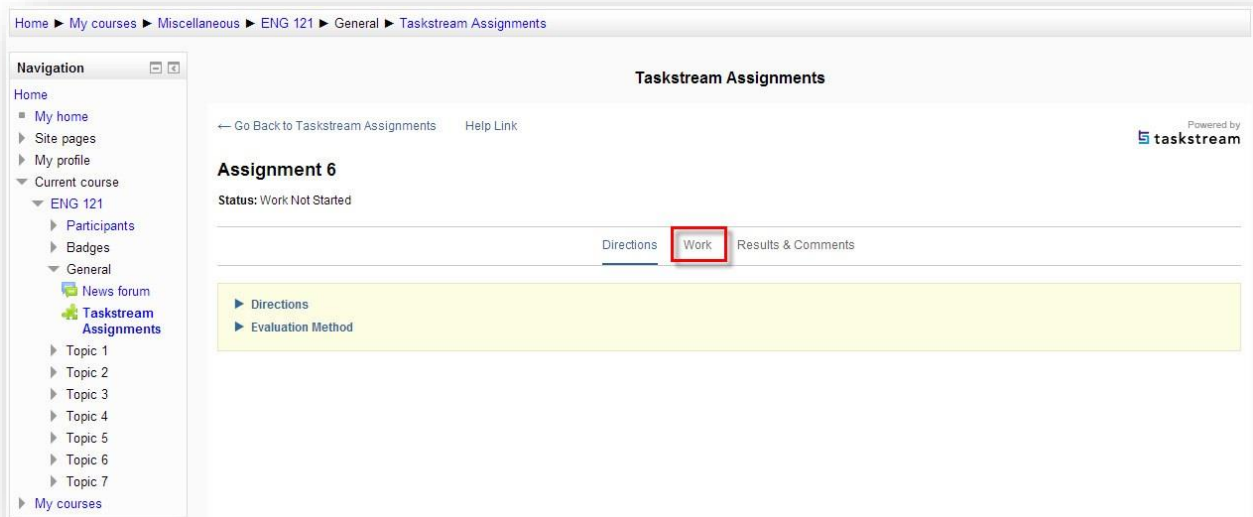 Home ► My courses ► Miscellaneous ► ENG 121 ► General ► Taskstream Assignments
Navigation
Home
My home
Site pages
My profile
Current course
ENG 121
Participants
Badges
General
News forum
Taskstream
Assignments
Topic 1
Topic 2
Topic 3
Topic 4
Topic 5
Topic 6
Topic 7
My courses
Taskstream Assignments
← Go Back to Taskstream Assignments Help Link
Powered by
taskstream
Assignment 6
Status: Work Not Started
Directions Work Results & Comments
► Directions
► Evaluation Method